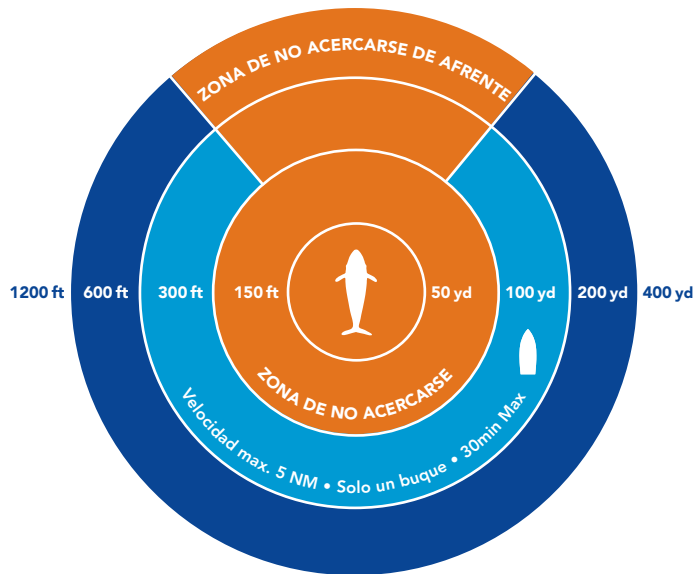 ZONA DE NO ACERCARSE DE AFRENTE
1200 ft 600 ft 300 ft 150 ft 50 yd 100 yd 200 yd 400 yd
ZONA DE NO ACERCARSE
Velocidad max. 5 NM • Solo un buque • 30min Max